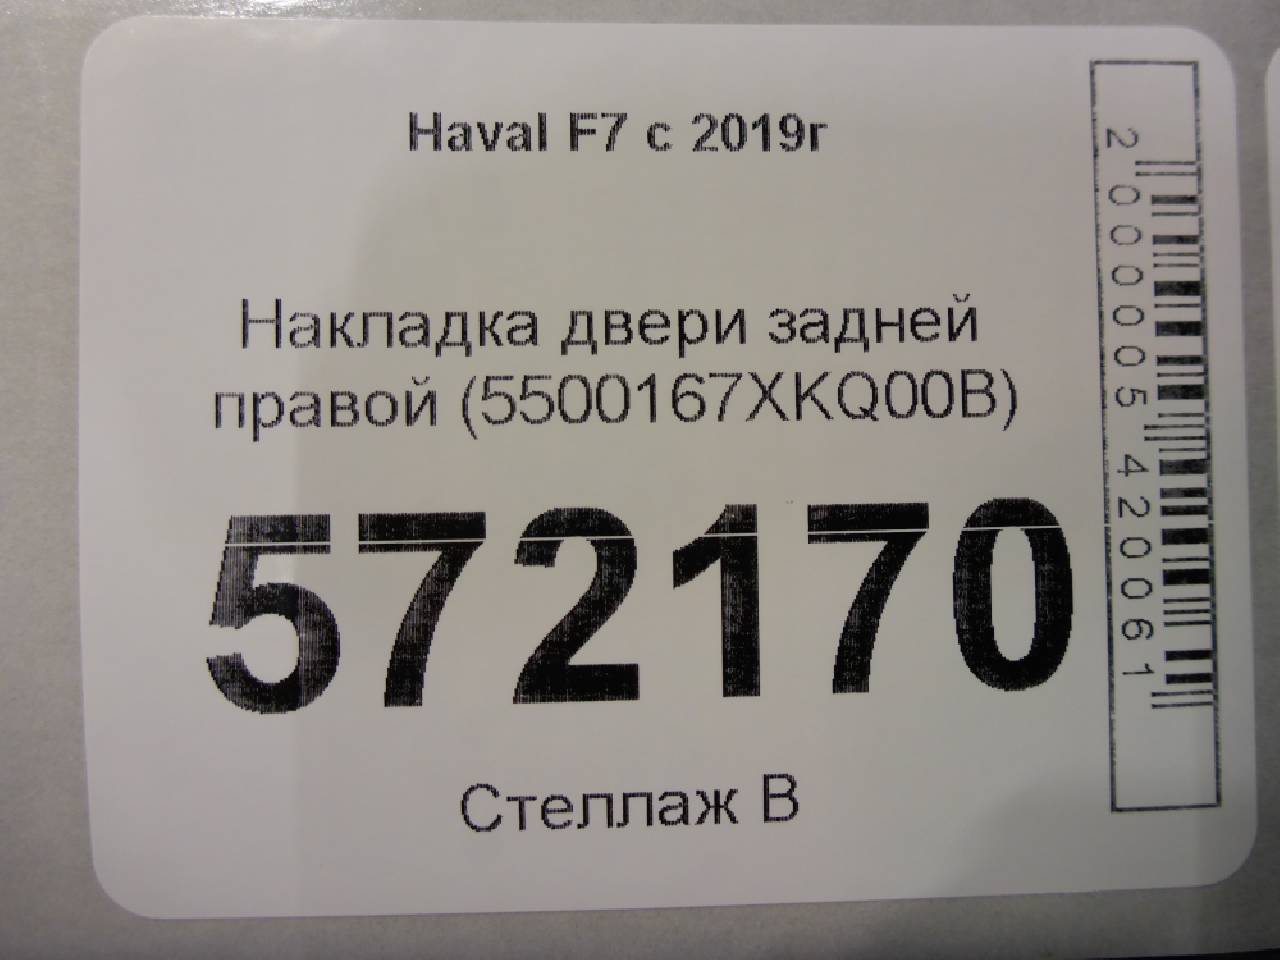 Haval F7 с 2019г
Накладка двери задней
правой (5500167XKQ00B)
572170
Стеллаж В
2000005420061